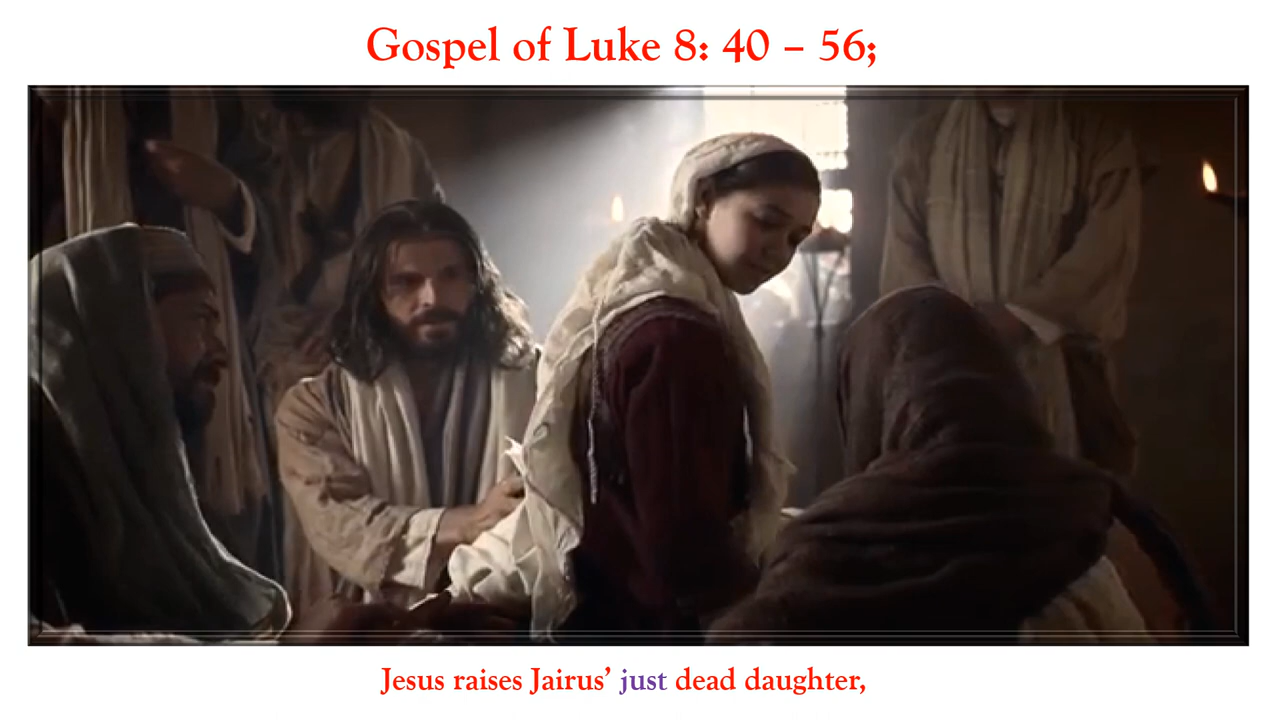 Gospel of Luke 8: 40 – 56;
Jesus raises Jairus’ just dead daughter,